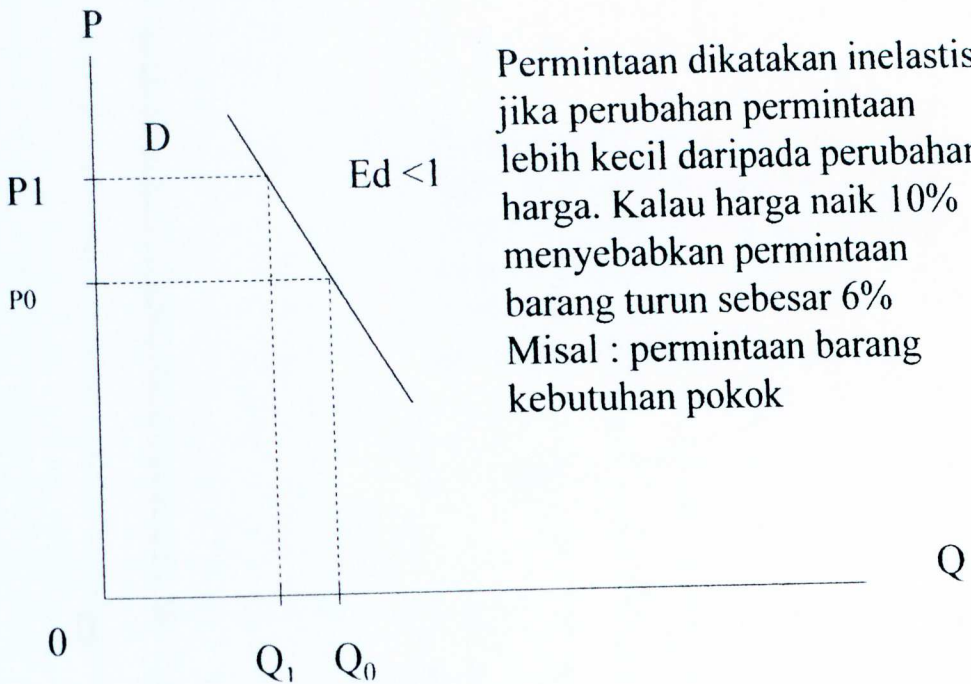 P
Permintaan dikatakan inelastis
jika perubahan permintaan
lebih kecil daripada perubahan
harga. Kalau harga naik 10%
menyebabkan permintaan
barang turun sebesar 6%
Misal : permintaan barang
kebutuhan pokok
D
Ed <1
P1
P0
Q
0
Q₁ Q₀